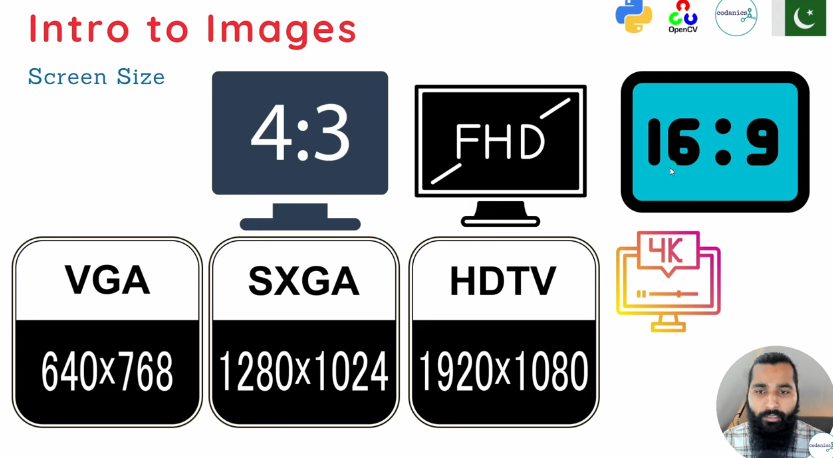 Intro to Images
OpenCV
codanics
Screen Size
4:3
FHD
16:9
4K
VGA
640x768
SXGA
1280x1024
HDTV
1920x1080
codanics